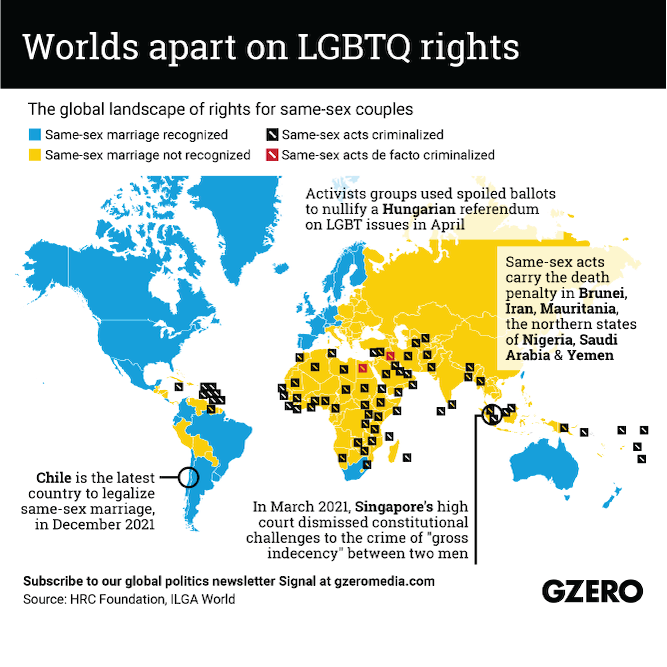 Worlds apart on LGBTQ rights
The global landscape of rights for same-sex couples
Same-sex marriage recognized
Same-sex acts criminalized
Same-sex marriage not recognized
Same-sex acts de facto criminalized
Activists groups used spoiled ballots
to nullify a Hungarian referendum
on LGBT issues in April
Same-sex acts
carry the death
penalty in Brunei,
Iran, Mauritania,
the northern states
of Nigeria, Saudi
Arabia & Yemen
Chile is the latest
country to legalize
same-sex marriage,
in December 2021
In March 2021, Singapore's high
court dismissed constitutional
challenges to the crime of "gross
indecency" between two men
Subscribe to our global politics newsletter Signal at gzeromedia.com
Source: HRC Foundation, ILGA World
GZERO